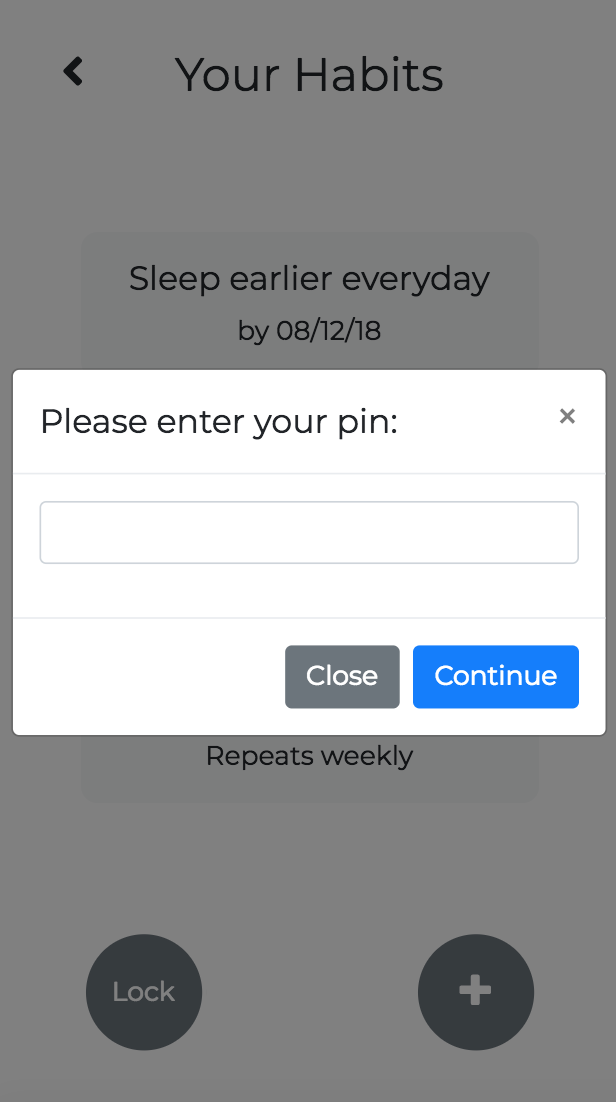 Your Habits
Sleep earlier everyday
by 08/12/18
Please enter your pin:
×
Close
Continue
Repeats weekly
Lock